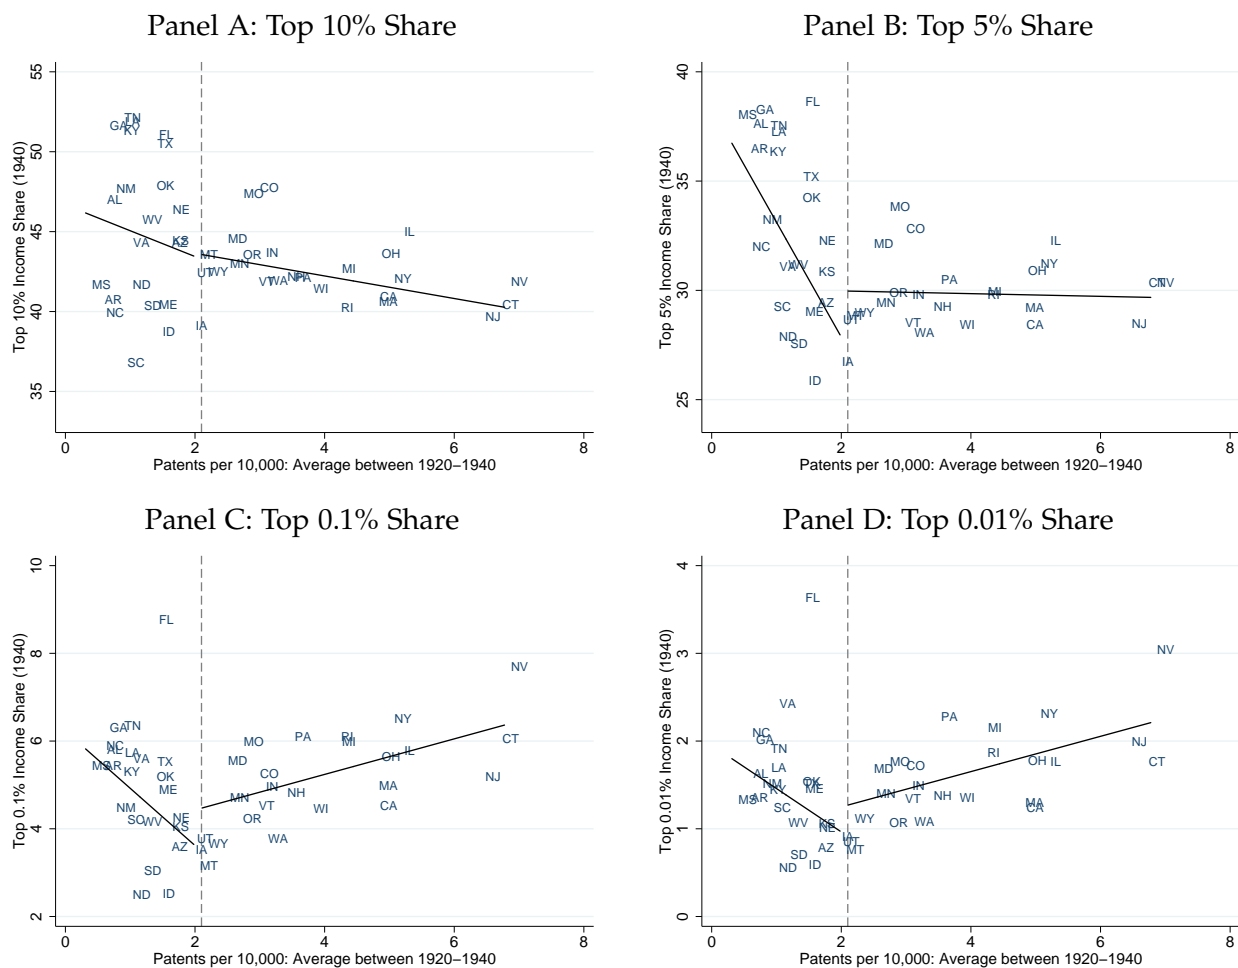 Panel A: Top 10% Share
Panel B: Top 5% Share
55
50
45
40
35
Top 10% Income Share (1940)
TN
LA
GA
KY
FL
TX
NM
OK
AL
NE
WV
VA
KS
AZ
MO
CO
MD
IL
MT
OR
IN
OH
MN
UT
WY
MI
MS
ND
VT
WA
NH
PA
WI
NY
NV
AR
SD
ME
NC
CA
MA
RI
CT
NJ
IA
ID
SC
0 2 4 6 8
Patents per 10,000: Average between 1920–1940
40
35
30
25
Top 5% Income Share (1940)
FL
GA
MS
AL
TN
LA
AR
KY
TX
OK
MO
NM
CO
NC
NE
MD
IL
VA
WV
KS
NY
OH
PA
CT
NV
OR
IN
MI
RI
SC
AZ
MN
NH
MA
ME
MT
WY
UT
VT
WI
CA
NJ
WA
ND
SD
IA
ID
0 2 4 6 8
Patents per 10,000: Average between 1920–1940
Panel C: Top 0.1% Share
Panel D: Top 0.01% Share
10
8
6
4
2
Top 0.1% Income Share (1940)
FL
NV
NY
GA
TN
PA
RI
MI
MO
CT
NC
AL
LA
VA
IL
OH
TX
MD
MS
AR
KY
OK
CO
NJ
ME
IN
MA
NH
MN
NM
VT
WI
CA
SC
WV
NE
KS
OR
UT
WA
WY
AZ
IA
MT
SD
ND
ID
0 2 4 6 8
Patents per 10,000: Average between 1920–1940
4
3
2
1
0
Top 0.01% Income Share (1940)
FL
NV
VA
PA
NY
MI
NC
GA
TN
NJ
RI
LA
MD
MO
CO
OH
IL
CT
AL
NM
OK
TX
ME
KY
IN
MN
MS
AR
VT
NH
WI
MA
CA
SC
WV
KS
NE
WY
OR
WA
IA
UT
MT
AZ
SD
ND
ID
0 2 4 6 8
Patents per 10,000: Average between 1920–1940